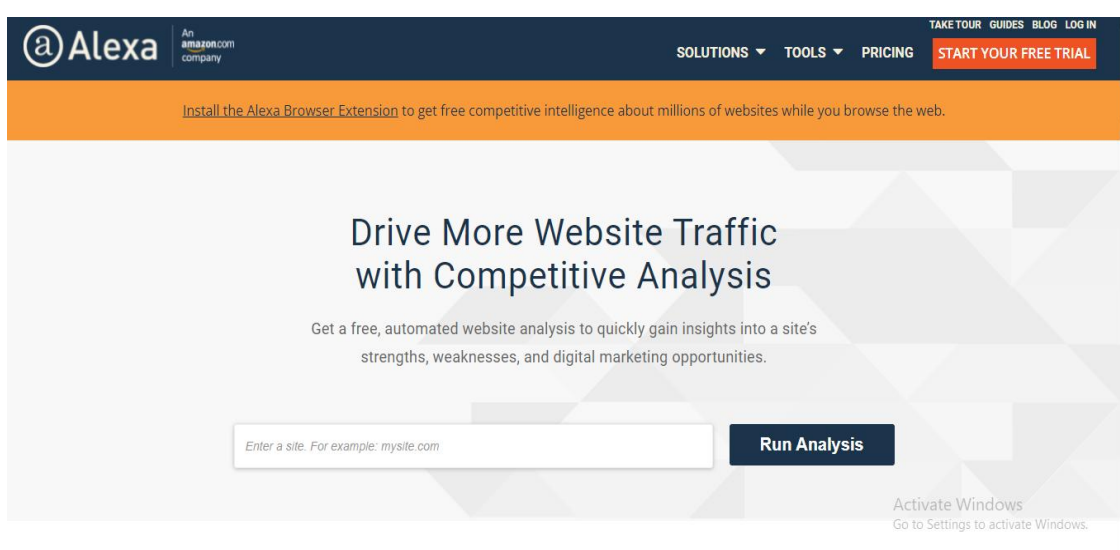 TAKE TOUR GUIDES BLOG LOG IN
@ Alexa
An
amazon.com
company
SOLUTIONS TOOLS PRICING START YOUR FREE TRIAL
Install the Alexa Browser Extension to get free competitive intelligence about millions of websites while you browse the web.
Drive More Website Traffic
with Competitive Analysis
Get a free, automated website analysis to quickly gain insights into a site's
strengths, weaknesses, and digital marketing opportunities.
Enter a site. For example: mysite.com
Run Analysis
Activate Windows
Go to Settings to activate Windows.